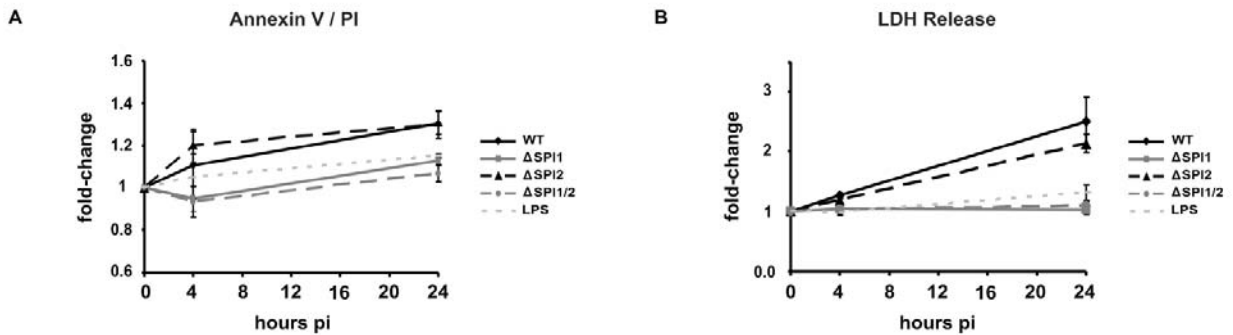 A
Annexin V / PI
fold-change
1.6
1.4
1.2
1
0.8
0.6
0
4
8
12
16
20
24
hours pi
WT
ΔSPI1
ΔSPI2
ΔSPI1/2
LPS
B
LDH Release
fold-change
3
2
1
0.0
0
4
8
12
16
20
24
hours pi
WT
ΔSPI1
ΔSPI2
ΔSPI1/2
LPS